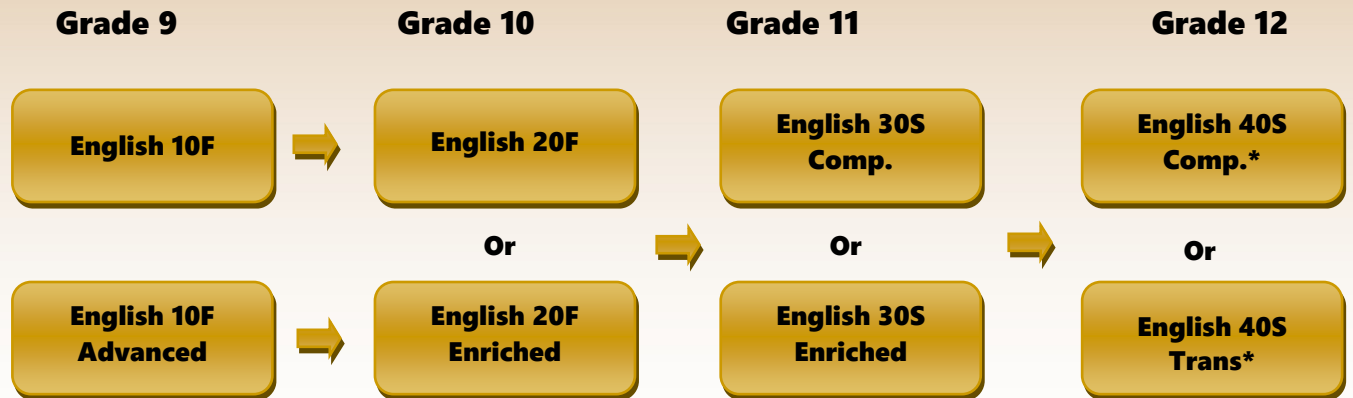 Grade 9
Grade 10
Grade 11
Grade 12
English 10F
English 20F
English 30S
Comp.
English 40S
Comp.*
Or
Or
Or
English 10F
Advanced
English 20F
Enriched
English 30S
Enriched
English 40S
Trans*